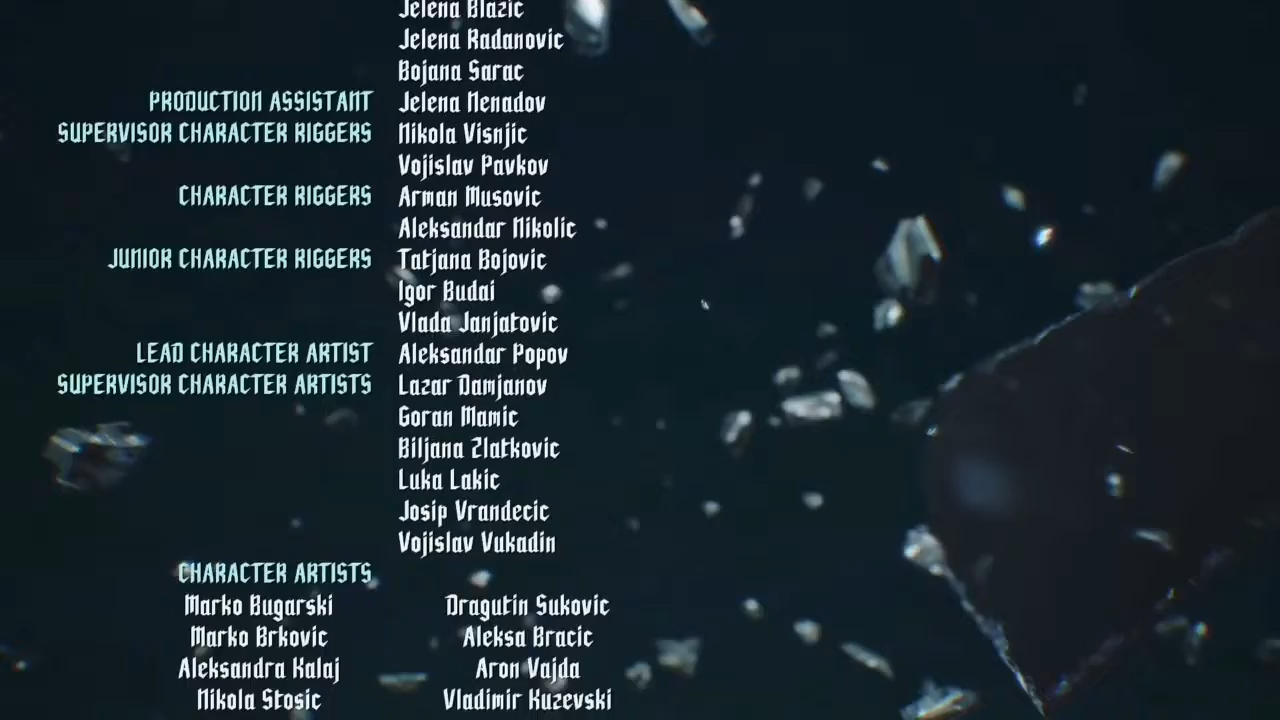 Jelena Blazic
Jelena Radanovic
Bojana Sarac
PRODUCTION ASSISTANT Jelena Nenadov
SUPERVISOR CHARACTER RIGGERS Nikola Visnjic
Vojislav Pavkov
CHARACTER RIGGERS Arman Musovic
Aleksandar Nikolic
JUNIOR CHARACTER RIGGERS Tatjana Bojovic
Igor Budai
Vlada Janjatovic
LEAD CHARACTER ARTIST Aleksandar Popov
SUPERVISOR CHARACTER ARTISTS Lazar Damjanov
Goran Mamic
Biljana Zlatkovic
Luka Lakic
Josip Vrandecic
Vojislav Vukadin
CHARACTER ARTISTS
Marko Bugarski Dragutin Sukovic
Marko Brkovic Aleksa Bracic
Aleksandra Kalaj Aron Vajda
Nikola Stosic Vladimir Kuzevski